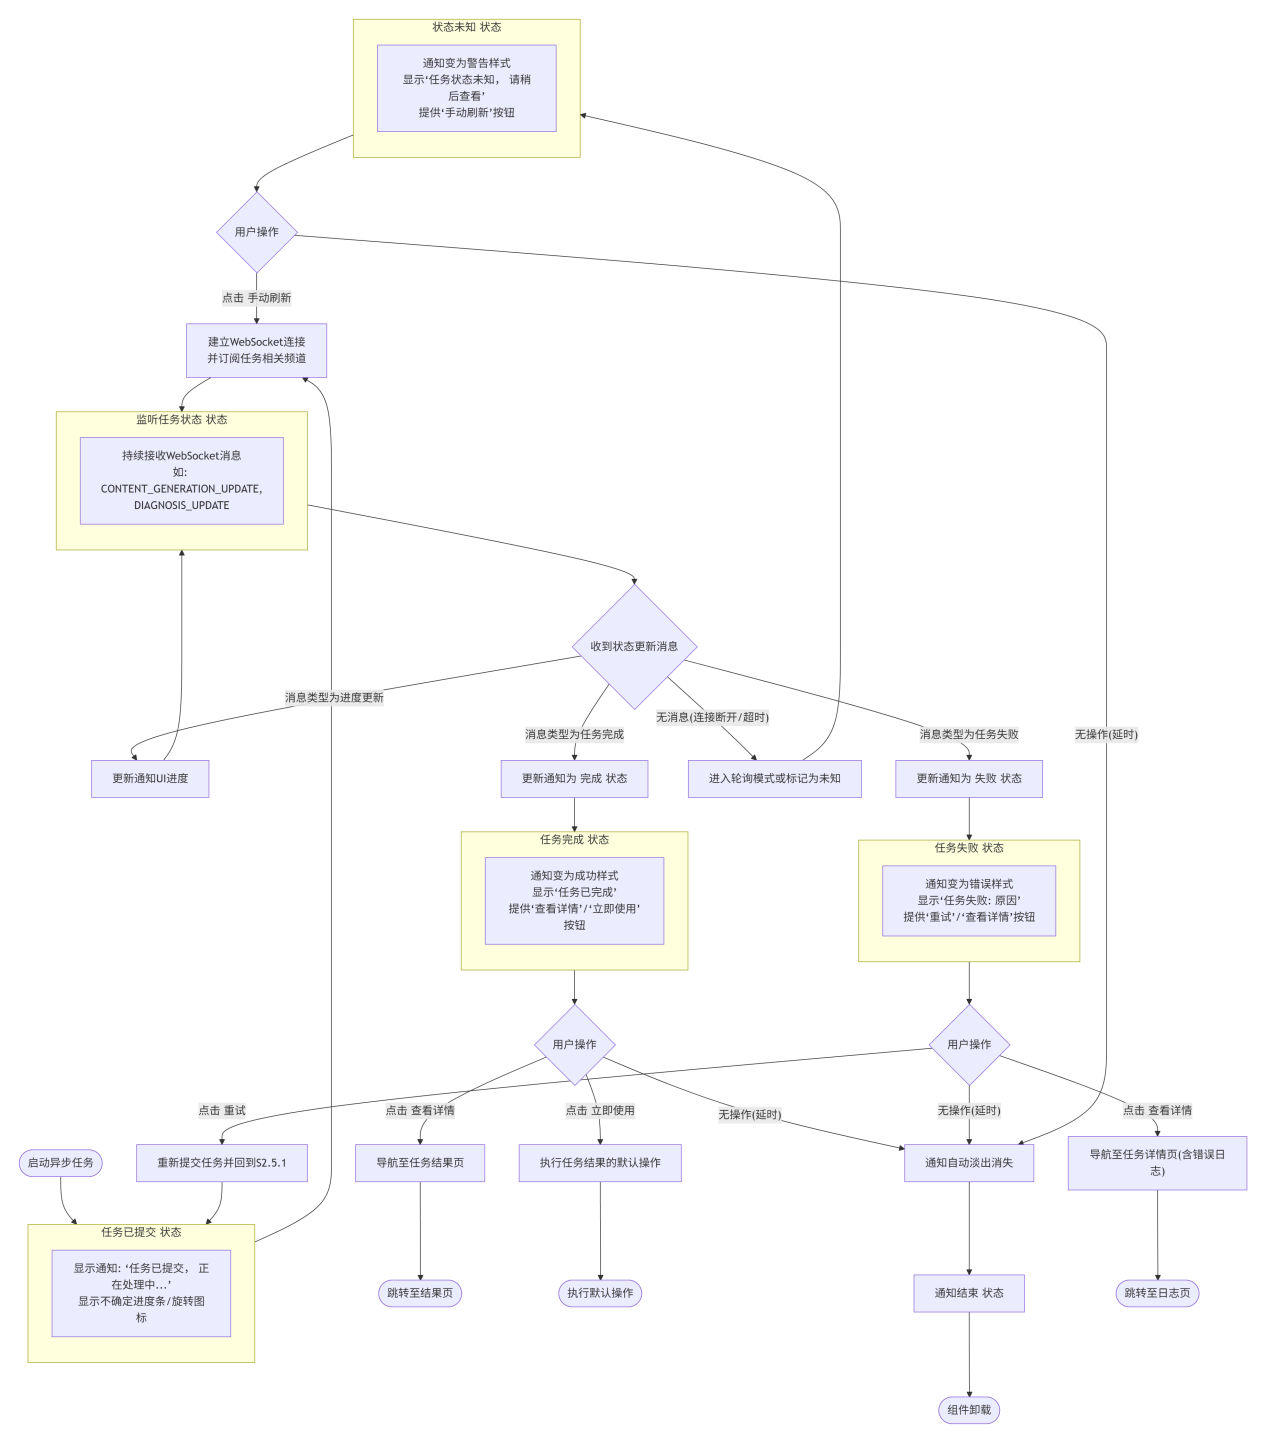 状态未知 状态
通知变为警告样式
显示‘任务状态未知， 请稍
后查看’
提供‘手动刷新’按钮
用户操作
点击 手动刷新
建立WebSocket连接
并订阅任务相关频道
监听任务状态 状态
持续接收WebSocket消息
如:
CONTENT_GENERATION_UPDATE,
DIAGNOSIS_UPDATE
收到状态更新消息
消息类型为进度更新
无消息(连接断开/超时)
消息类型为任务完成
消息类型为任务失败
无操作(延时)
更新通知UI进度
更新通知为 完成 状态
进入轮询模式或标记为未知
更新通知为 失败 状态
任务完成 状态
通知变为成功样式
显示‘任务已完成’
提供‘查看详情’/‘立即使用’
按钮
任务失败 状态
通知变为错误样式
显示‘任务失败: 原因’
提供‘重试’/‘查看详情’按钮
用户操作
用户操作
点击 重试
点击 查看详情
点击 立即使用
无操作(延时)
无操作(延时)
点击 查看详情
启动异步任务
重新提交任务并回到S2.5.1
导航至任务结果页
执行任务结果的默认操作
通知自动淡出消失
导航至任务详情页(含错误日
志)
任务已提交 状态
显示通知: ‘任务已提交， 正
在处理中...’
显示不确定进度条/旋转图
标
跳转至结果页
执行默认操作
通知结束 状态
跳转至日志页
组件卸载